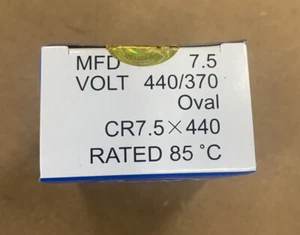 MFD 7.5
VOLT 440/370
Oval
CR7.5×440
RATED 85 °C